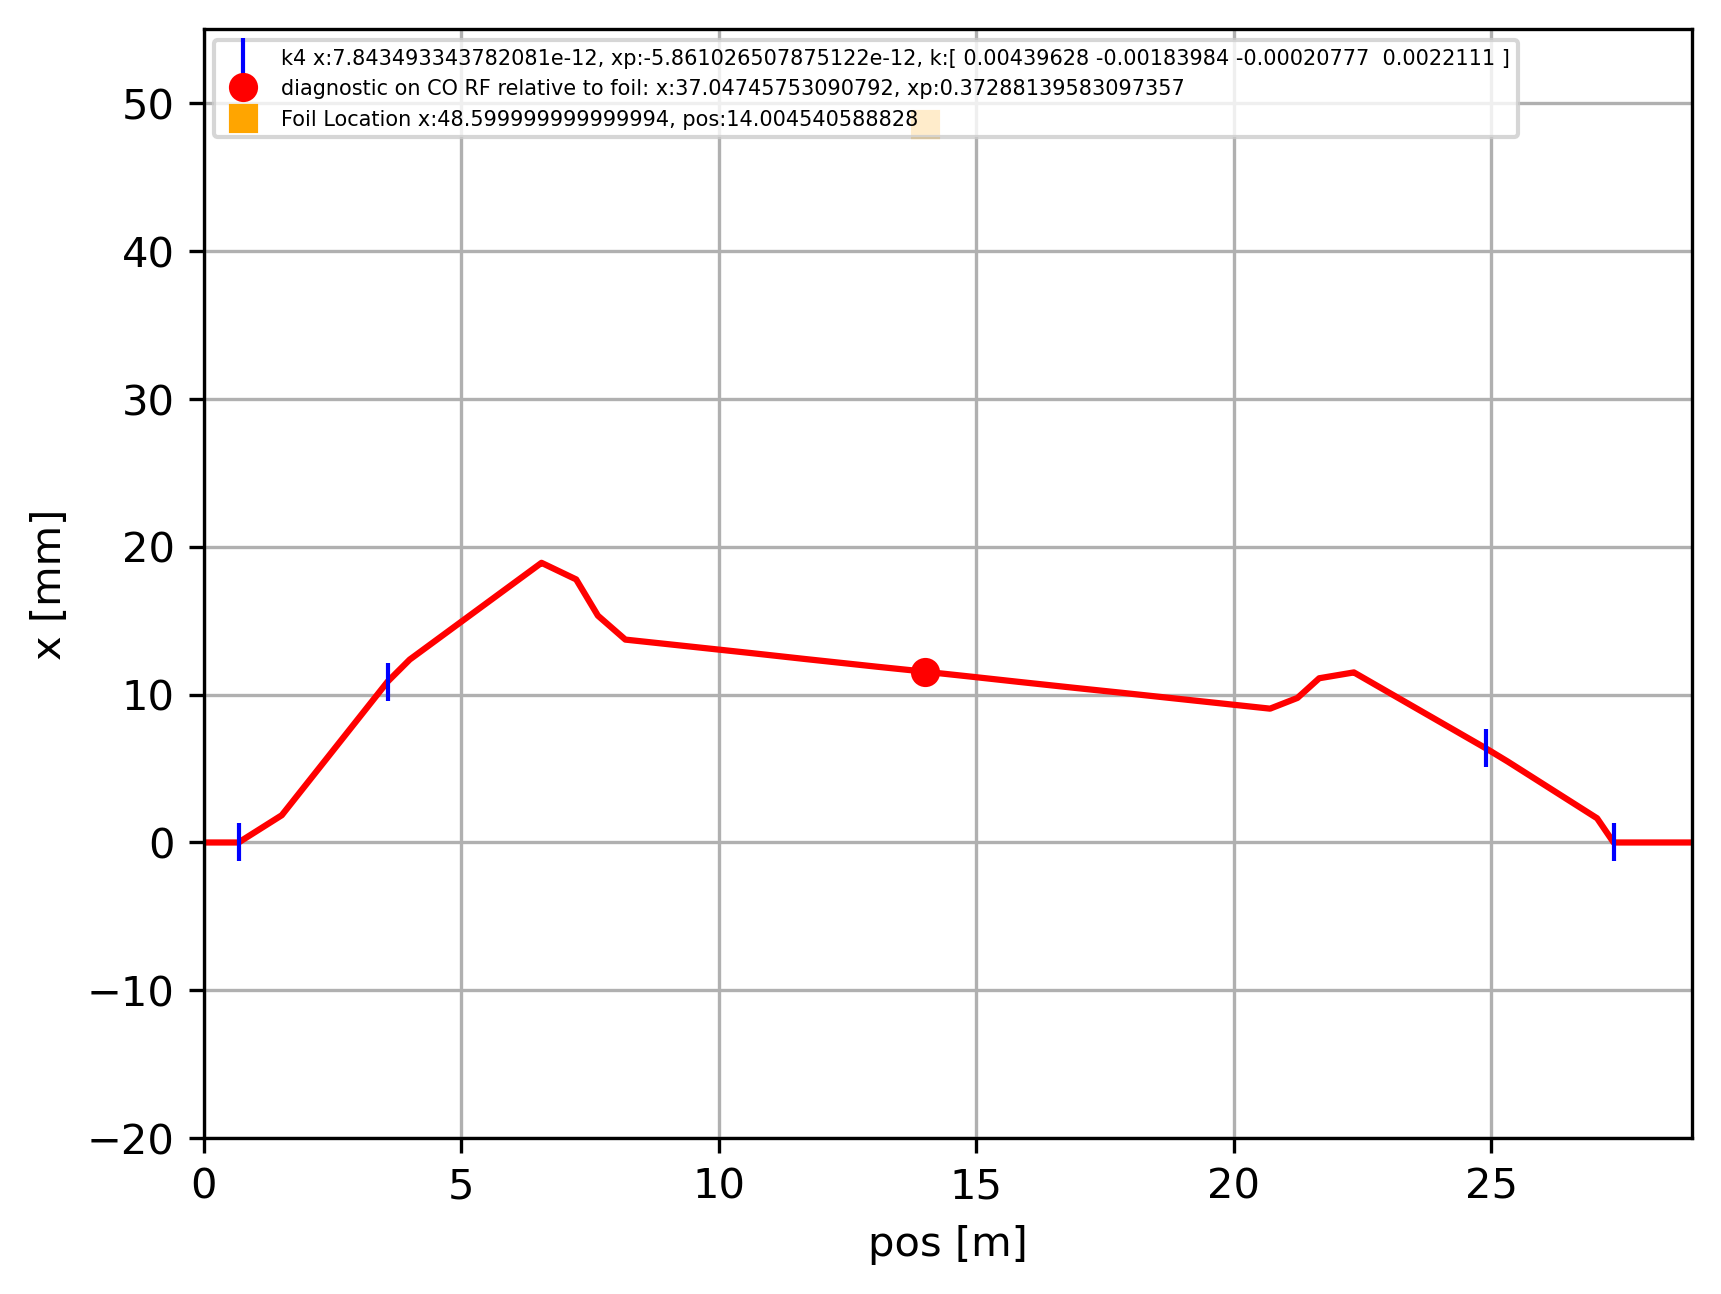 k4 x:7.843493343782081e-12, xp:-5.861026507875122e-12, k:[ 0.00439628 -0.00183984 -0.00020777  0.0022111 ]
diagnostic on CO RF relative to foil: x:37.04745753090792, xp:0.37288139583097357
Foil Location x:48.599999999999994, pos:14.004540588828
50
40
30
20
10
0
−10
−20
x [mm]
0 5 10 15 20 25
pos [m]